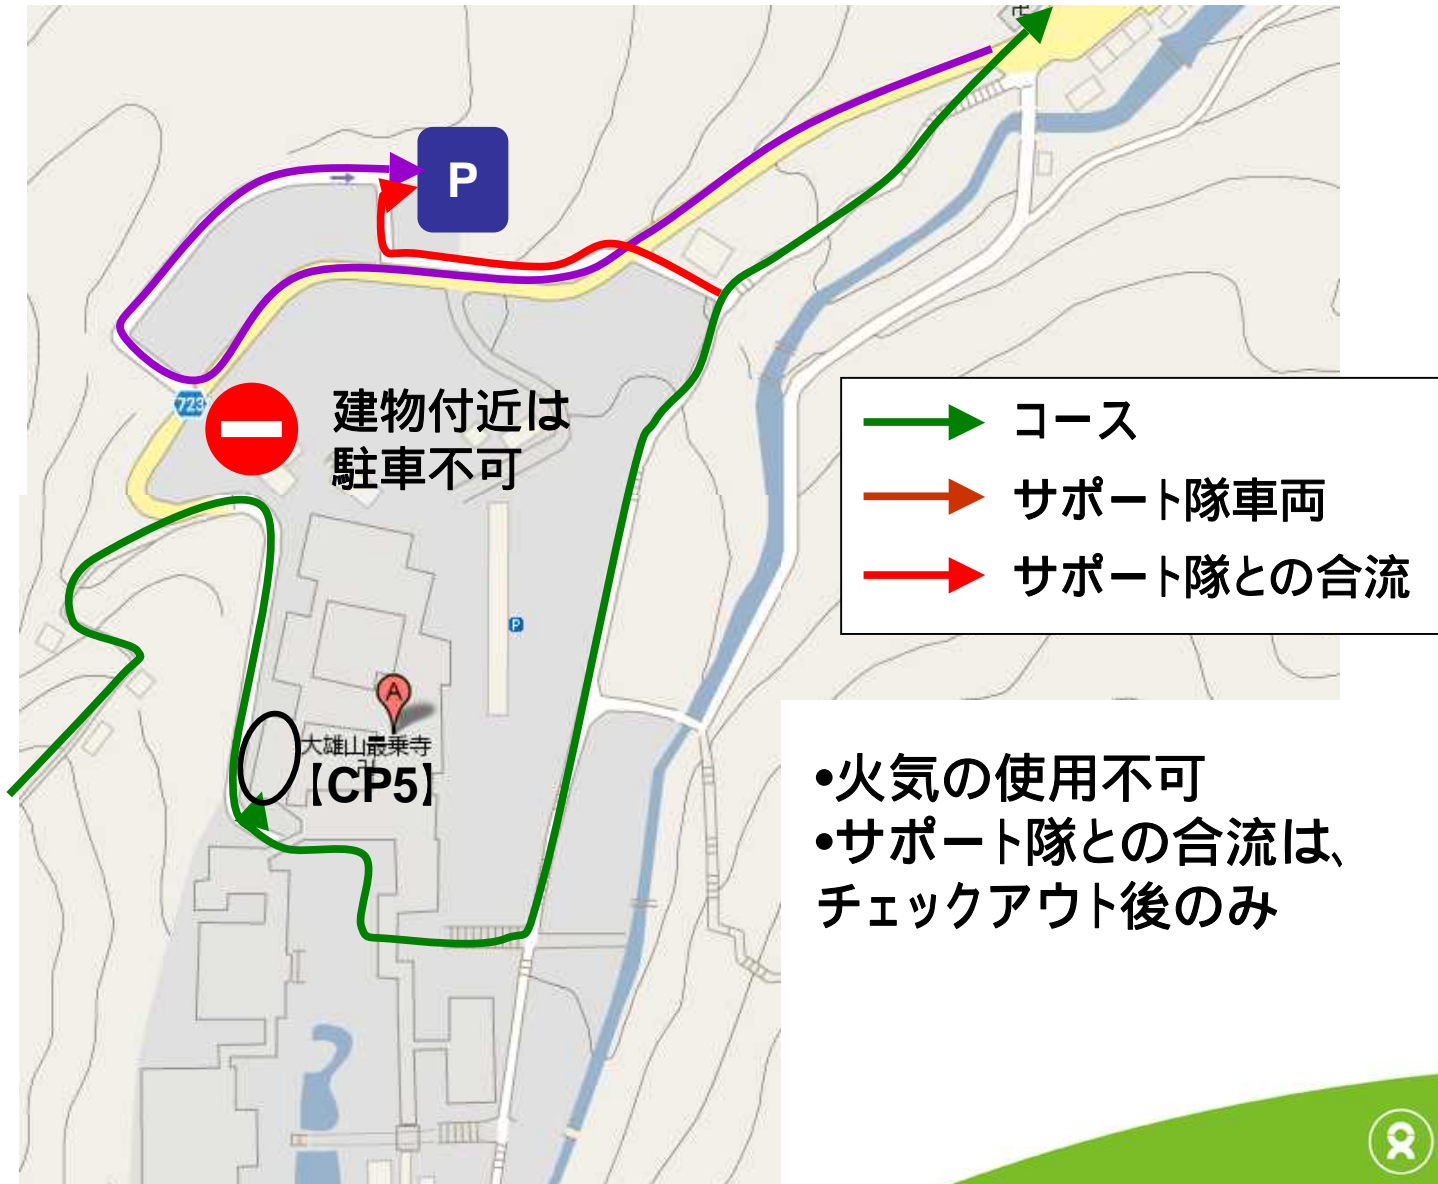 卍
P
723
建物付近は
駐車不可
コース
サポート隊車両
サポート隊との合流
P
A
大雄山最乗寺
卍
【CP5】
•火気の使用不可
•サポート隊との合流は、
チェックアウト後のみ